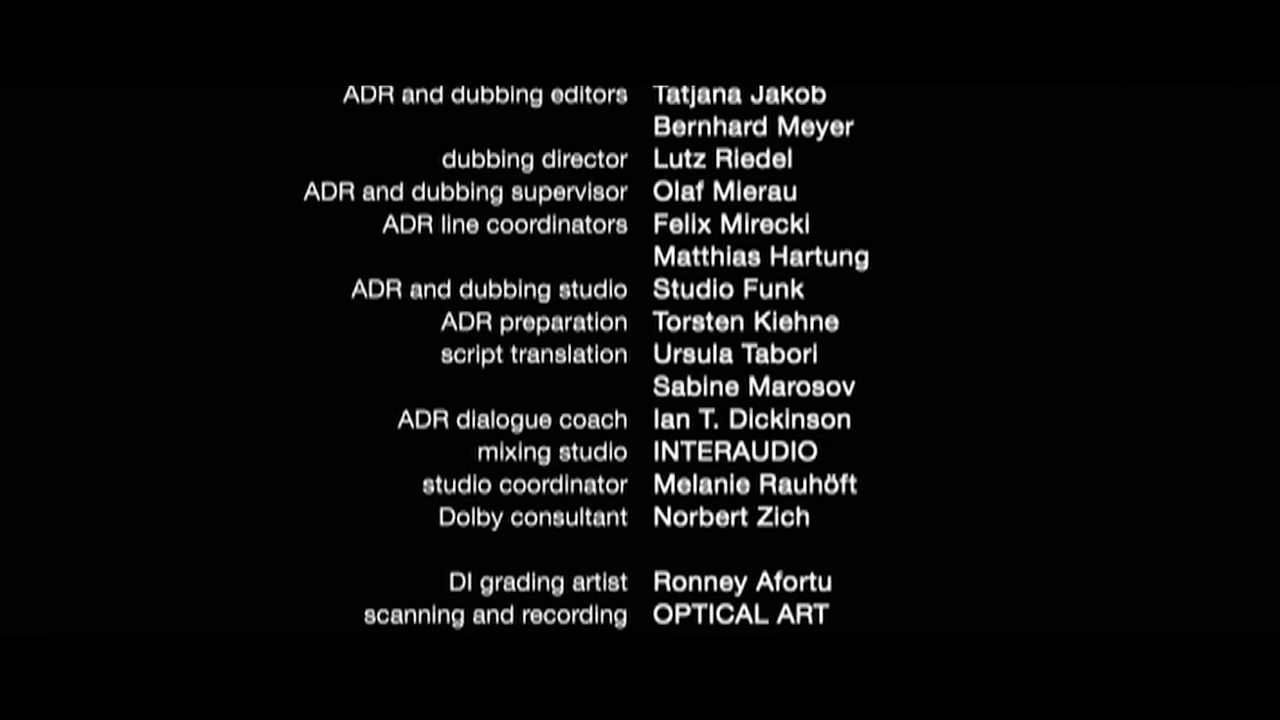 ADR and dubbing editors Tatjana Jakob
Bernhard Meyer
dubbing director Lutz Riedel
ADR and dubbing supervisor Olaf Mierau
ADR line coordinators Felix Mirecki
Matthias Hartung
ADR and dubbing studio Studio Funk
ADR preparation Torsten Kiehne
script translation Ursula Tabori
Sabine Marosov
ADR dialogue coach Ian T. Dickinson
mixing studio INTERAUDIO
studio coordinator Melanie Rauhöft
Dolby consultant Norbert Zich
DI grading artist Ronney Afortu
scanning and recording OPTICAL ART